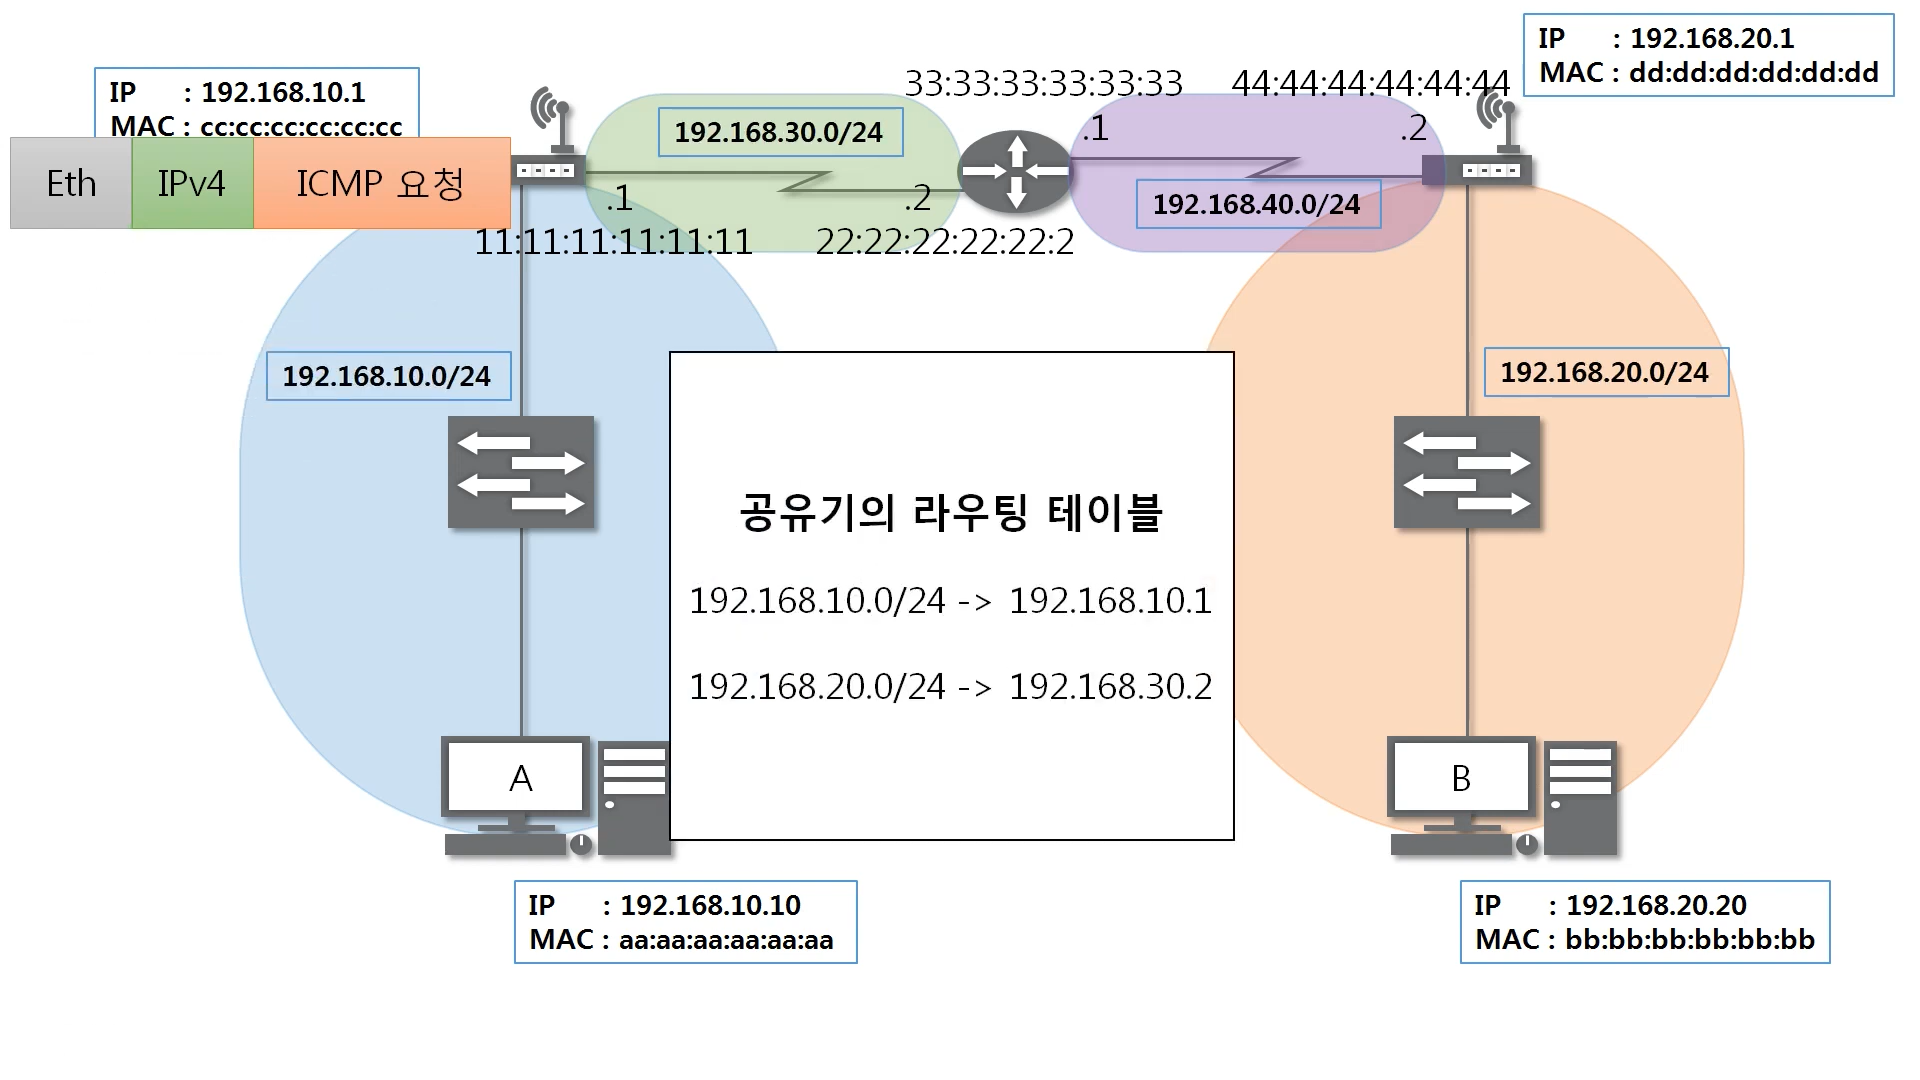 IP : 192.168.20.1
MAC : dd:dd:dd:dd:dd:dd
IP : 192.168.10.1
MAC : cc:cc:cc:cc:cc:cc
33:33:33:33:33:33
44:44:44:44:44:44
192.168.30.0/24
.1
.2
Eth
IPv4
ICMP 요청
.1
.2
192.168.40.0/24
11:11:11:11:11:11
22:22:22:22:22:2
192.168.10.0/24
192.168.20.0/24
공유기의 라우팅 테이블
192.168.10.0/24 -> 192.168.10.1
192.168.20.0/24 -> 192.168.30.2
A
B
IP : 192.168.10.10
MAC : aa:aa:aa:aa:aa:aa
IP : 192.168.20.20
MAC : bb:bb:bb:bb:bb:bb